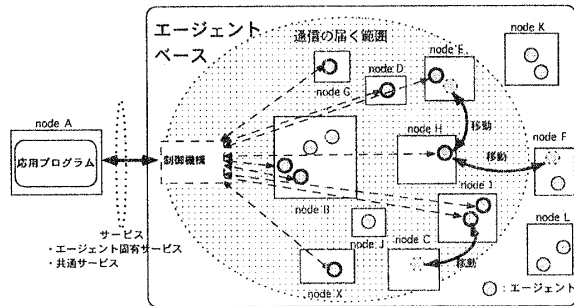 エージェント
ベース
通信の届く範囲
node E
node K
node D
node G
node A
応用プログラム
制御機構
node H
移動
移動
node F
node B
node I
node J
サービス
・エージェント固有サービス
・共通サービス
node C
移動
node L
node X
:エージェント